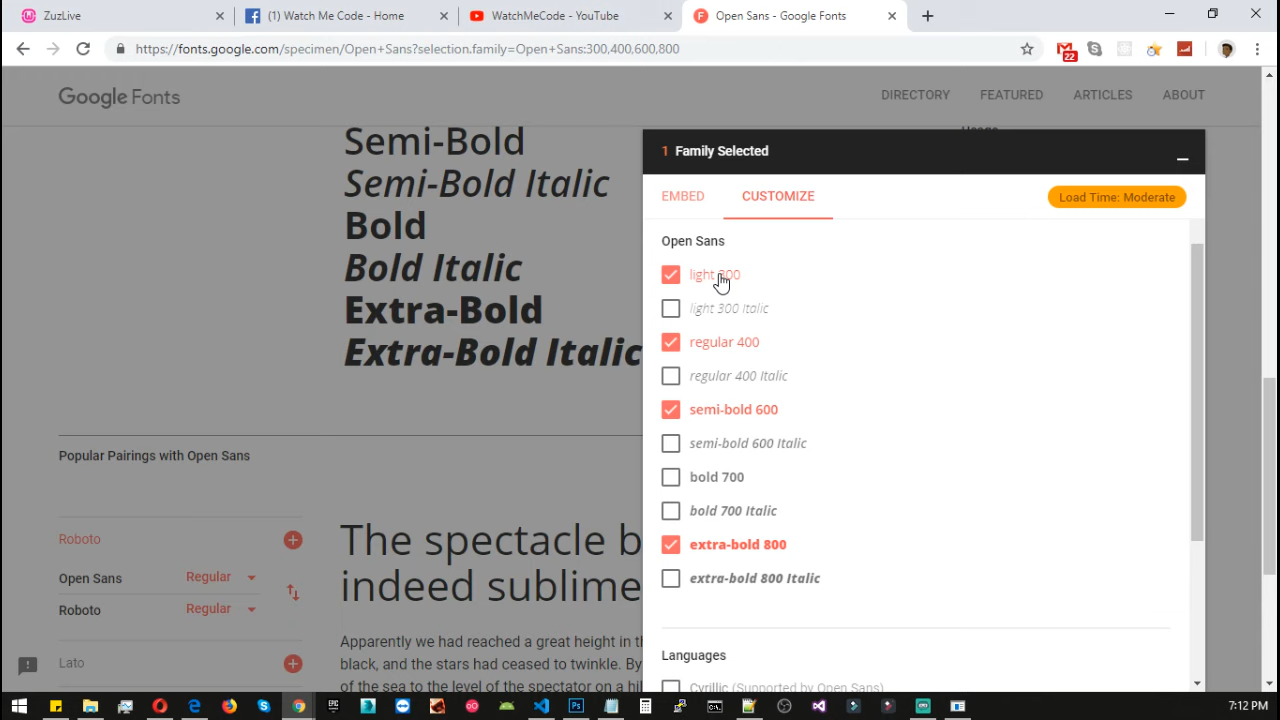 ZuzLive
(1) Watch Me Code - Home
WatchMeCode - YouTube
Open Sans - Google Fonts
https://fonts.google.com/specimen/Open+Sans?selection.family=Open+Sans:300,400,600,800
22
Google Fonts
DIRECTORY
FEATURED
ARTICLES
ABOUT
Semi-Bold
Semi-Bold Italic
Bold
Bold Italic
Extra-Bold
Extra-Bold Italic
Popular Pairings with Open Sans
Roboto
Open Sans Regular
Roboto Regular
Lato
The spectacle
indeed sublime
Apparently we had reached a great height in
black, and the stars had ceased to twinkle. By
of the sea to the level of the spectator on a
1 Family Selected
EMBED
CUSTOMIZE
Load Time: Moderate
Open Sans
light 300
light 300 Italic
regular 400
regular 400 Italic
semi-bold 600
semi-bold 600 Italic
bold 700
bold 700 Italic
extra-bold 800
extra-bold 800 Italic
Languages
Cyrillic (Supported by Open Sans)
7:12 PM